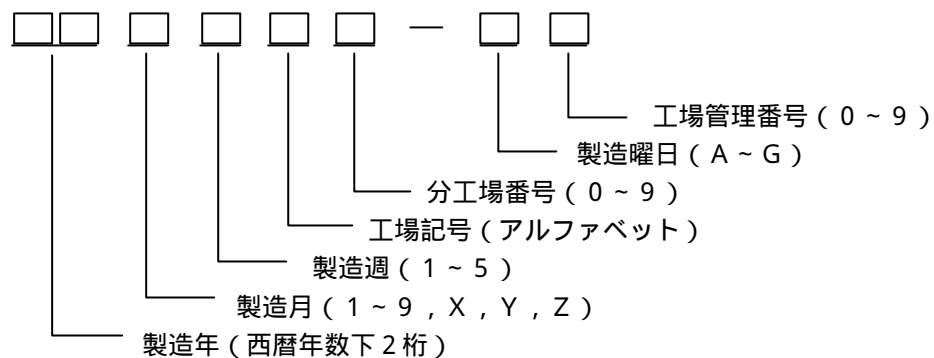 □□ □ □ □ □ － □ □
工場管理番号(０～９)
製造曜日(Ａ～Ｇ)
分工場番号(０～９)
工場記号(アルファベット)
製造週(１～５)
製造月(１～９,Ｘ,Ｙ,Ｚ)
製造年(西暦年数下２桁)